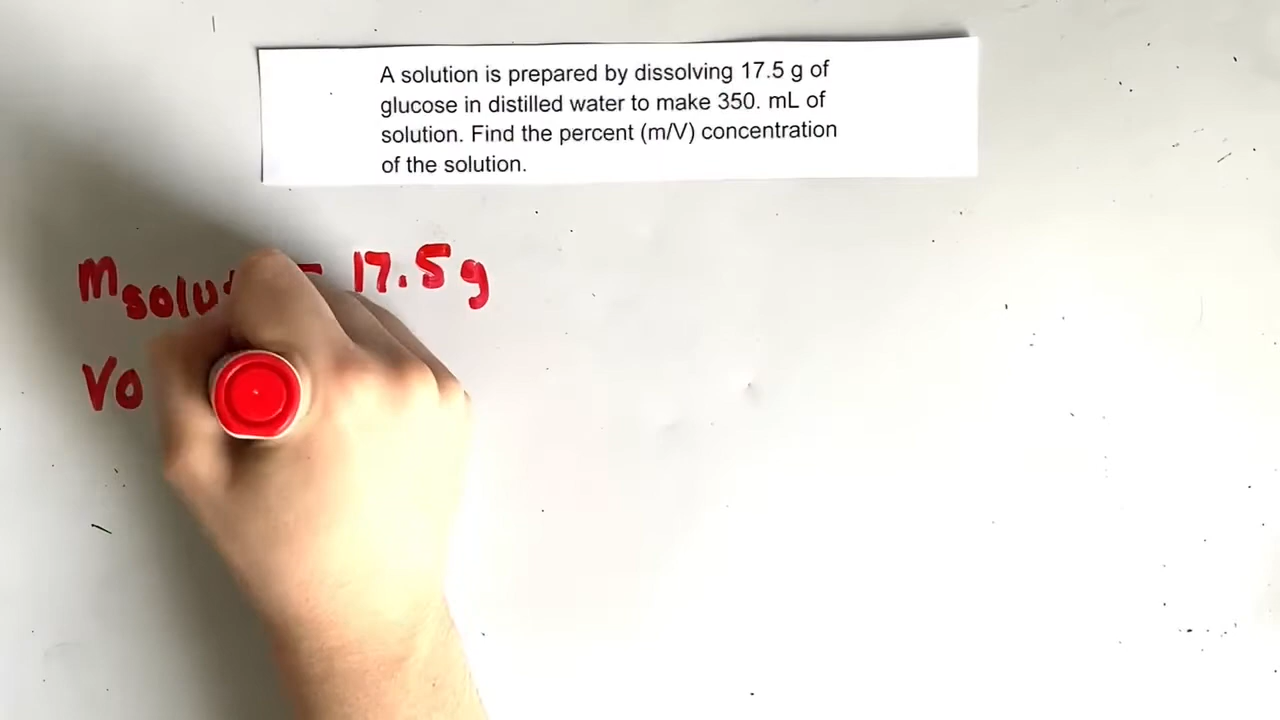 A solution is prepared by dissolving 17.5 g of
glucose in distilled water to make 350. mL of
solution. Find the percent (m/V) concentration
of the solution.
= 17.5 g